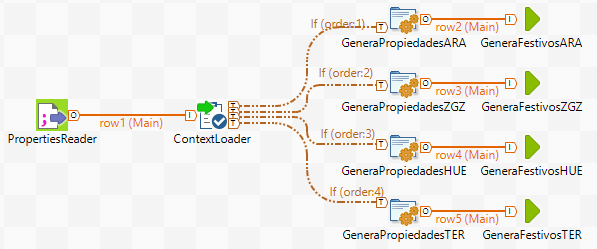 If (order:1)
O row2 (Main) I
T
GeneraPropiedadesARA GeneraFestivosARA
If (order:2)
O row3 (Main) I
T
GeneraPropiedadesZGZ GeneraFestivosZGZ
O row1 (Main) I
T
T
T
T
PropertiesReader ContextLoader
If (order:3)
O row4 (Main) I
T
GeneraPropiedadesHUE GeneraFestivosHUE
If (order:4)
O row5 (Main) I
T
GeneraPropiedadesTER GeneraFestivosTER